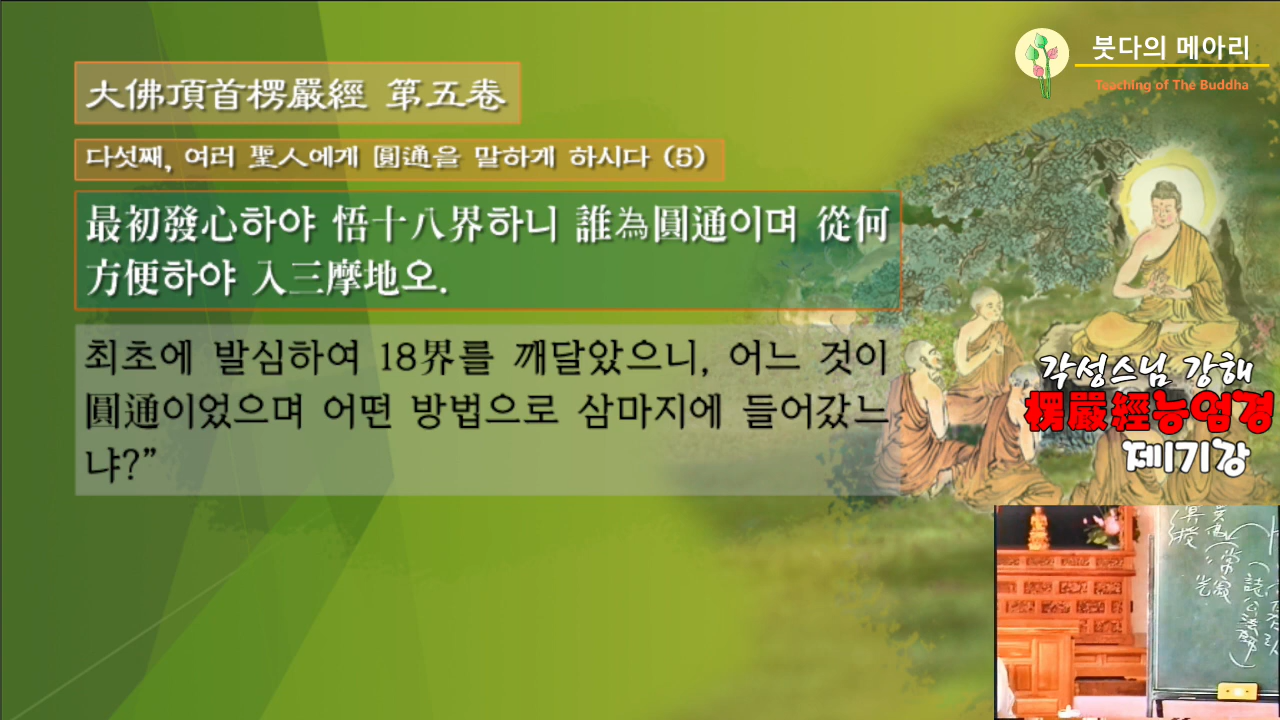 大佛頂首楞嚴經 第五卷
다섯째, 여러 聖人에게 圓通을 말하게 하시다 (5)
最初發心하야 悟十八界하니 誰為圓通이며 從何
方便하야 入三摩地오.
최초에 발심하여 18界를 깨달았으니, 어느 것이
圓通이었으며 어떤 방법으로 삼마지에 들어갔느
냐?”
붓다의 메아리
Teaching of The Buddha
각성스님 강해
楞嚴經능엄경
제17강